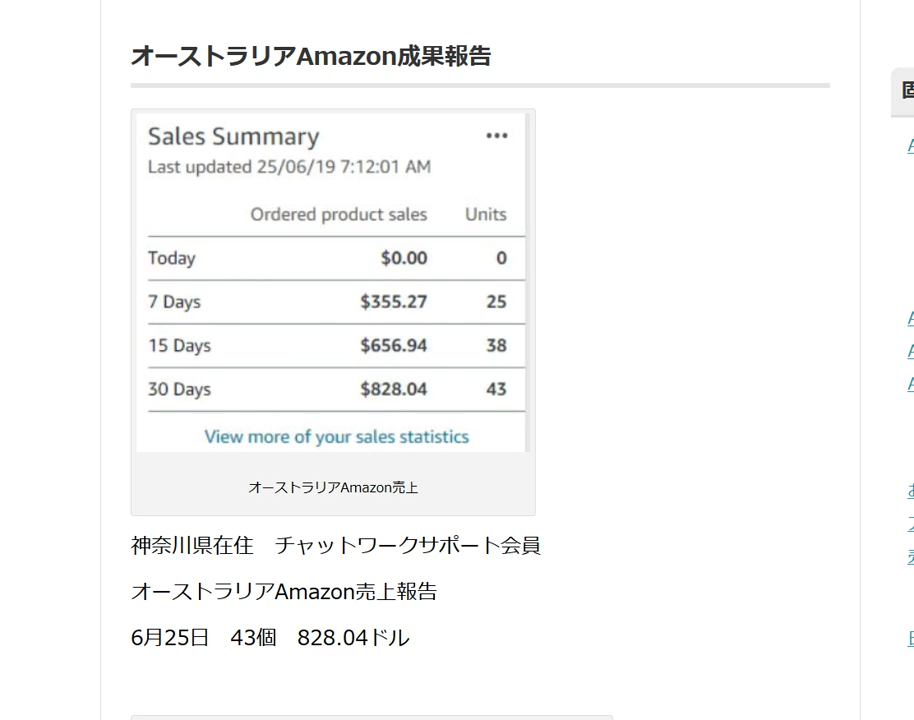 オーストラリアAmazon成果報告
Sales Summary
Last updated 25/06/19 7:12:01 AM
Ordered product sales Units
Today $0.00 0
7 Days $355.27 25
15 Days $656.94 38
30 Days $828.04 43
View more of your sales statistics
オーストラリアAmazon売上
神奈川県在住　チャットワークサポート会員
オーストラリアAmazon売上報告
6月25日　43個　828.04ドル